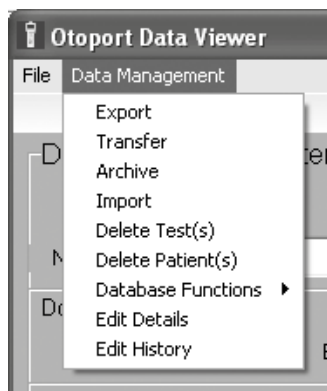 Otoport Data Viewer
File Data Management
Export
Transfer
Archive
Import
Delete Test(s)
Delete Patient(s)
Database Functions
Edit Details
Edit History